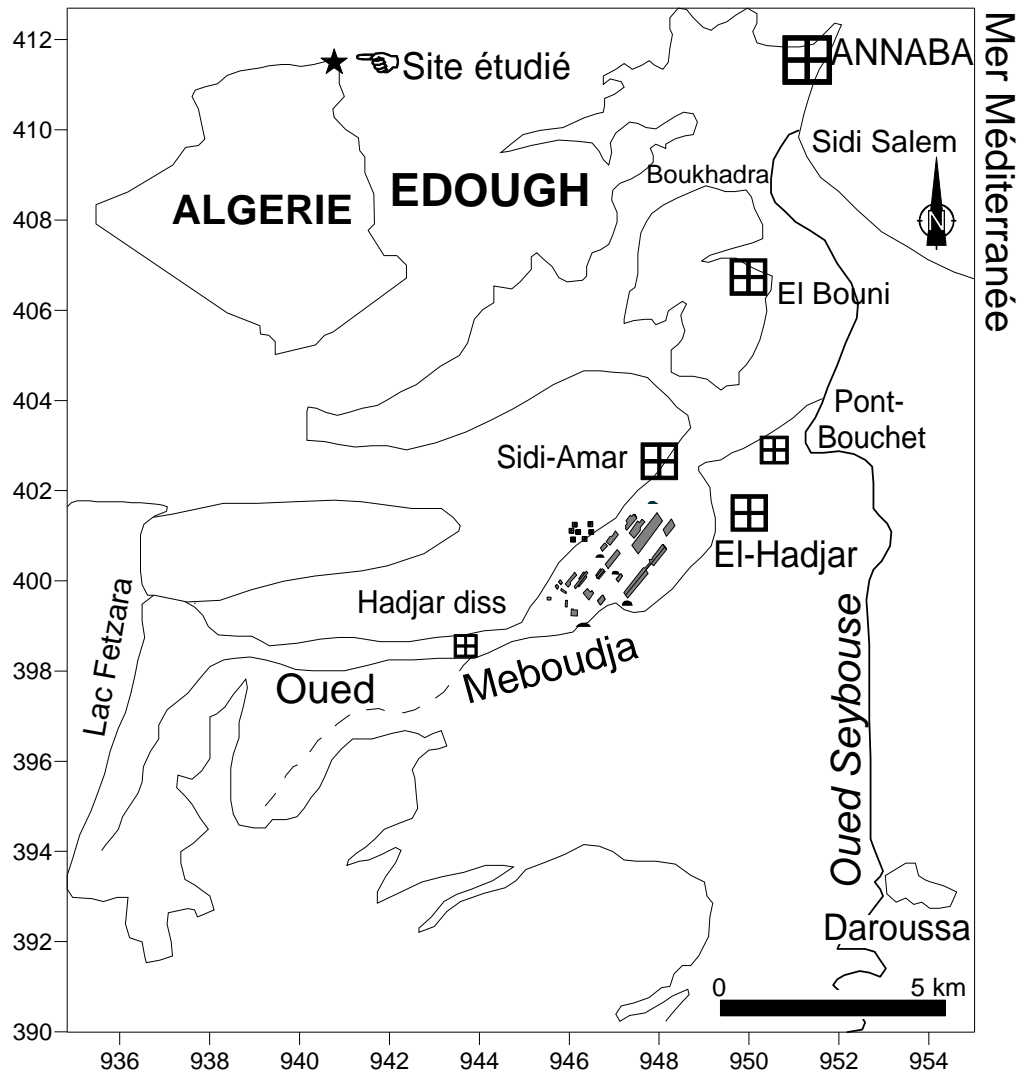 412
410
408
406
404
402
400
398
396
394
392
390
936
938
940
942
944
946
948
950
952
954
Site étudié
ANNABA
Mer Méditerranée
Sidi Salem
Boukhadra
ALGERIE
EDOUGH
N
El Bouni
Pont-
Bouchet
Sidi-Amar
El-Hadjar
Hadjar diss
Lac Fetzara
Oued
Meboudja
Oued Seybouse
Daroussa
0
5 km